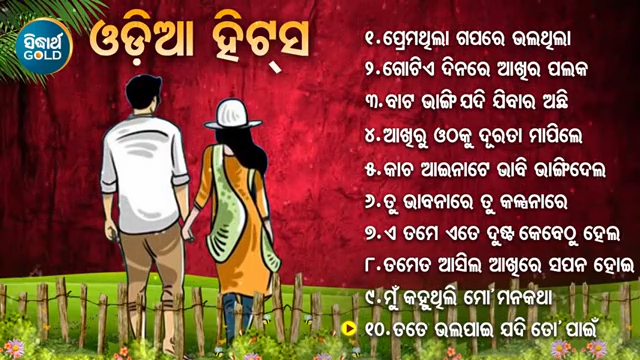 ସିଦ୍ଧାର୍ଥ
GOLD
ଓଡ଼ିଆ ହିଟ୍ସ
୧.ପ୍ରେମଥିଲା ଗପରେ ଭଲଥିଲା
୨.ଗୋଟିଏ ଦିନରେ ଆଖିର ପଲକ
୩.ବାଟ ଭାଙ୍ଗି ଯଦି ଯିବାର ଅଛି
୪.ଆଖିରୁ ଓଠକୁ ଦୂରତା ମାପିଲେ
୫.କାଚ ଆଇନାଟେ ଭାବି ଭାଙ୍ଗିଦେଲ
୬.ତୁ ଭାବନାରେ ତୁ କଳ୍ପନାରେ
୭.ଏ ତମେ ଏତେ ଦୁଷ୍ଟ କେବେଠୁ ହେଲ
୮.ତମେତ ଆସିଲ ଆଖିରେ ସପନ ହୋଇ
୯.ମୁଁ କହୁଥିଲି ମୋ' ମନକଥା
୧୦.ତତେ ଭଲପାଇ ଯଦି ତୋ' ପାଇଁ